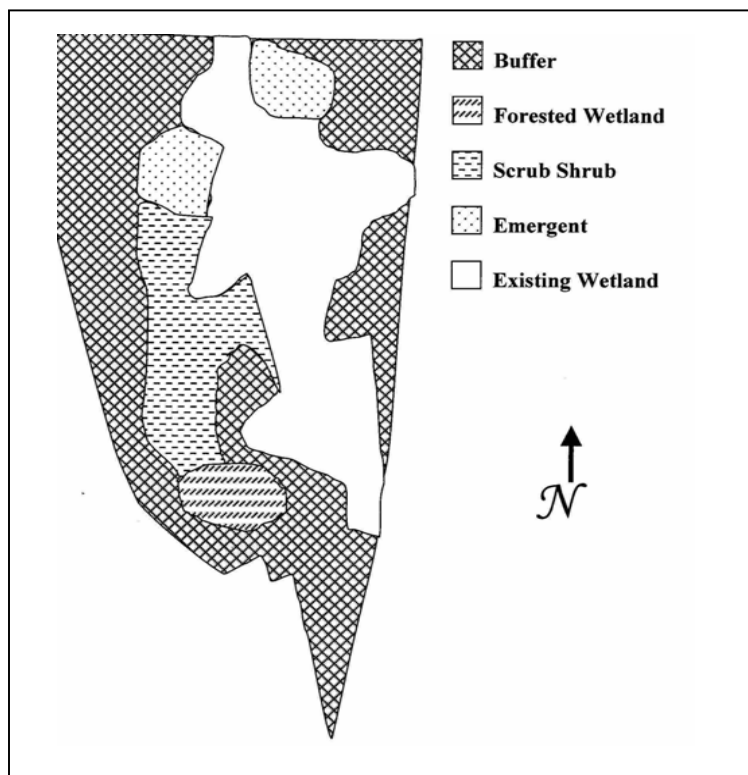 Buffer
Forested Wetland
Scrub Shrub
Emergent
Existing Wetland
N